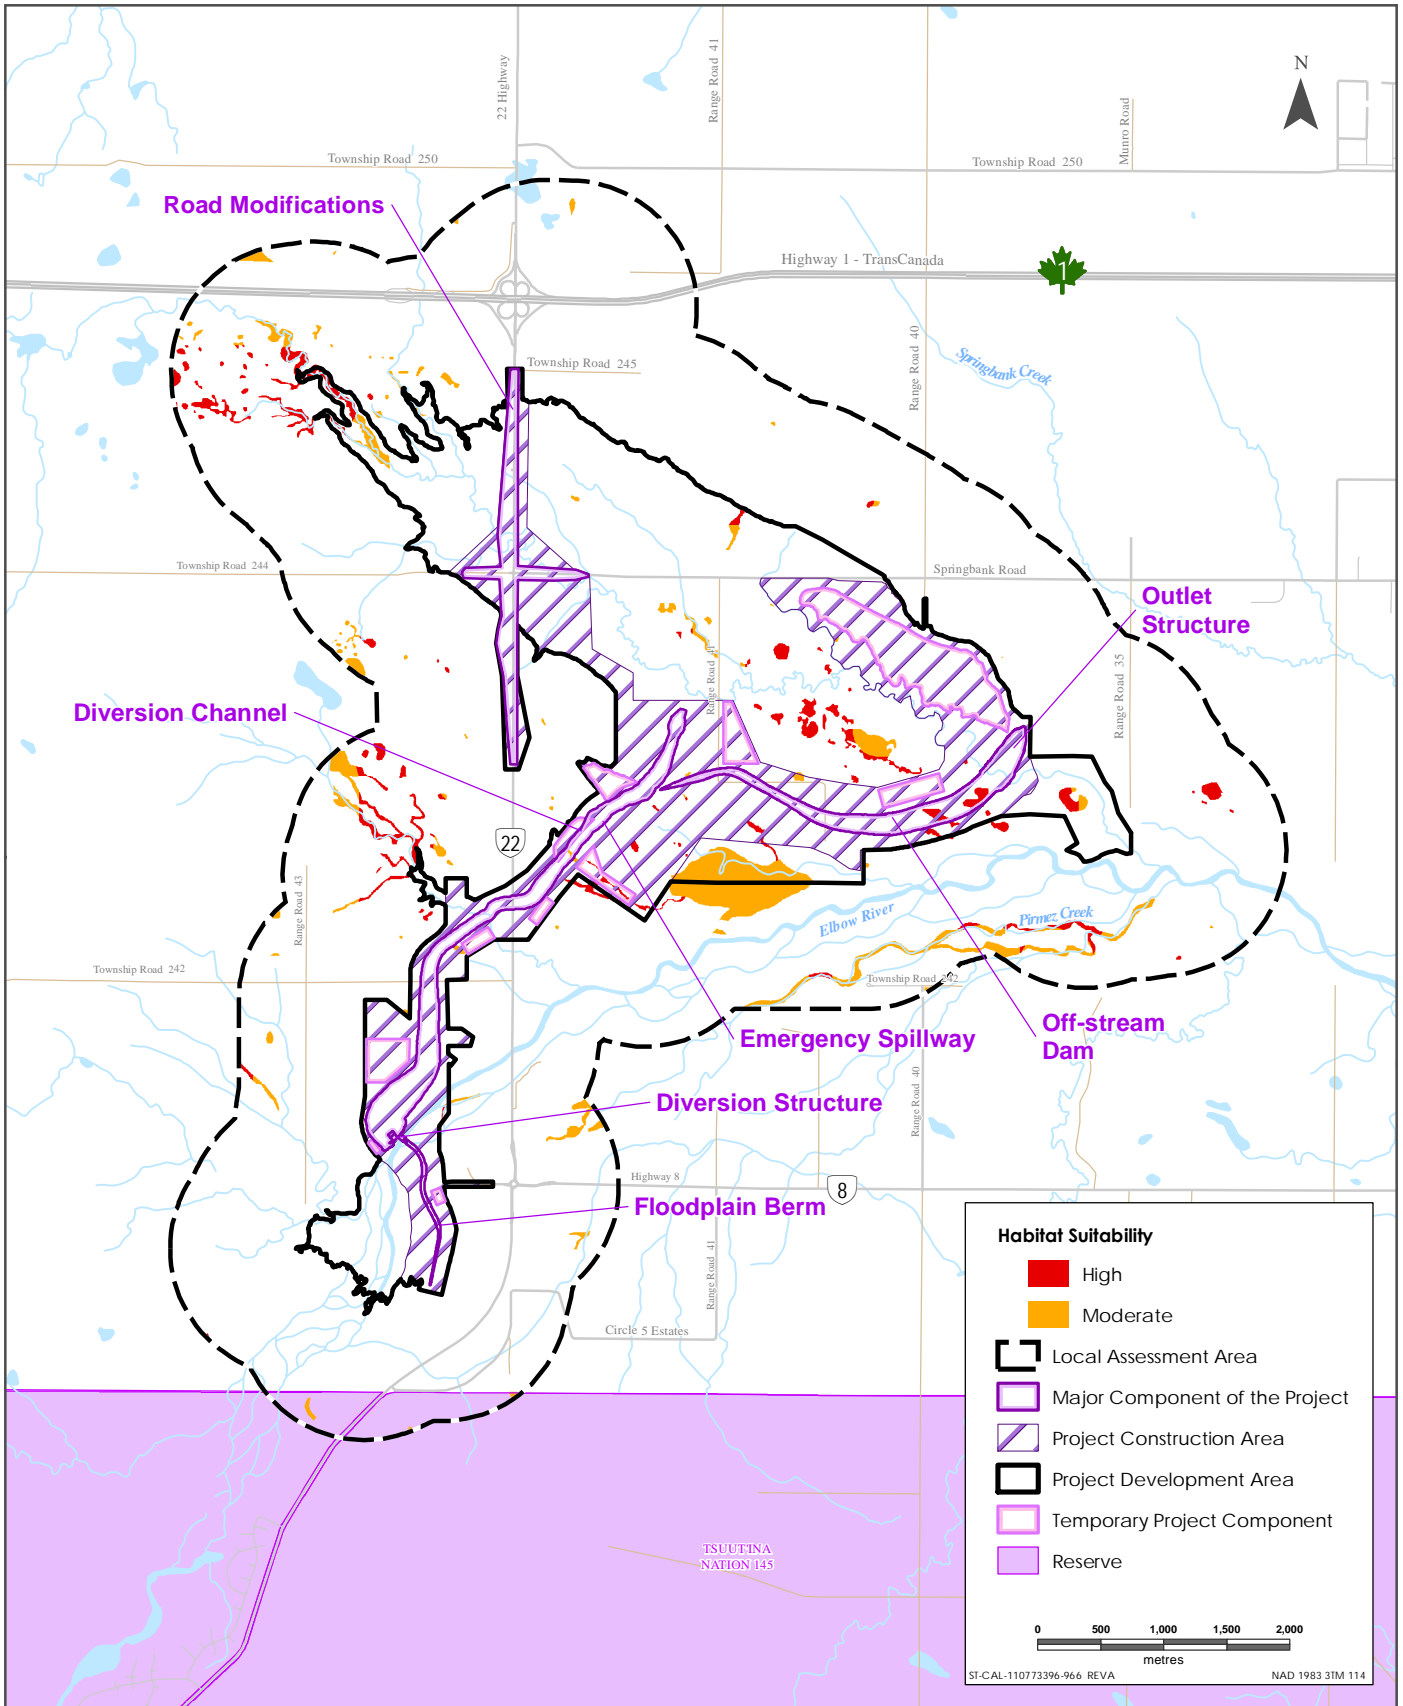 N
22 Highway
Range Road 41
Munro Road
Township Road 250
Township Road 250
Road Modifications
Highway 1 - TransCanada
1
Springbank Creek
Range Road 40
Township Road 245
Township Road 244
Springbank Road
Outlet
Structure
Range Road 41
Range Road 35
Diversion Channel
22
Range Road 43
Elbow River
Pirmez Creek
Township Road 242
Township Road 242
Emergency Spillway
Off-stream
Dam
Range Road 40
Diversion Structure
Highway 8
8
Floodplain Berm
Range Road 41
Circle 5 Estates
TSUUT'INA
NATION 145
Habitat Suitability
High
Moderate
Local Assessment Area
Major Component of the Project
Project Construction Area
Project Development Area
Temporary Project Component
Reserve
0 500 1,000 1,500 2,000
metres
ST-CAL-110773396-966 REVA
NAD 1983 3TM 114